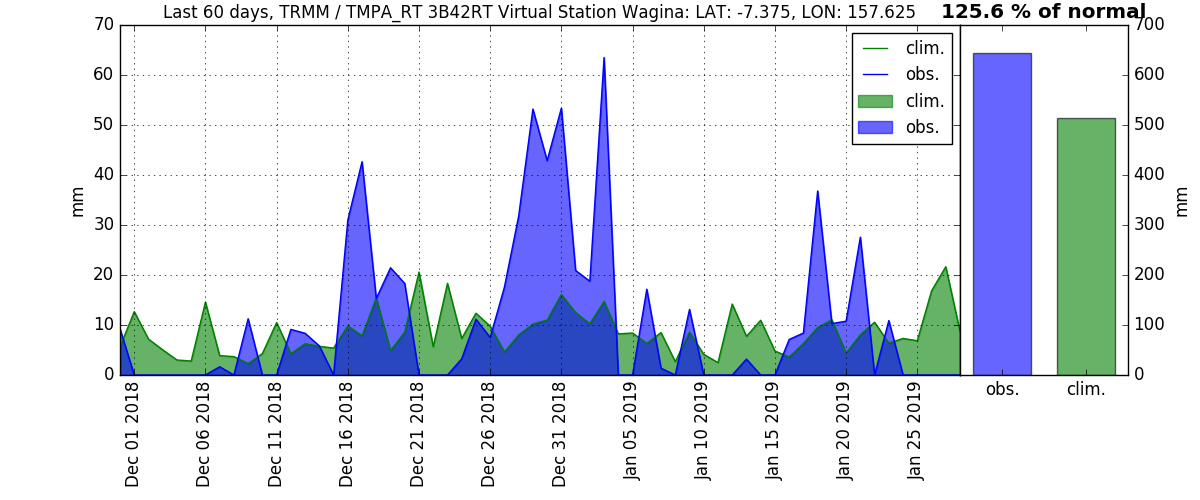 Last 60 days, TRMM / TMPA_RT 3B42RT Virtual Station Wagina: LAT: -7.375, LON: 157.625
125.6 % of normal
70
60
50
40
30
20
10
0
mm
clim.
obs.
clim.
obs.
700
600
500
400
300
200
100
0
mm
obs.
clim.
Dec 01 2018
Dec 06 2018
Dec 11 2018
Dec 16 2018
Dec 21 2018
Dec 26 2018
Dec 31 2018
Jan 05 2019
Jan 10 2019
Jan 15 2019
Jan 20 2019
Jan 25 2019